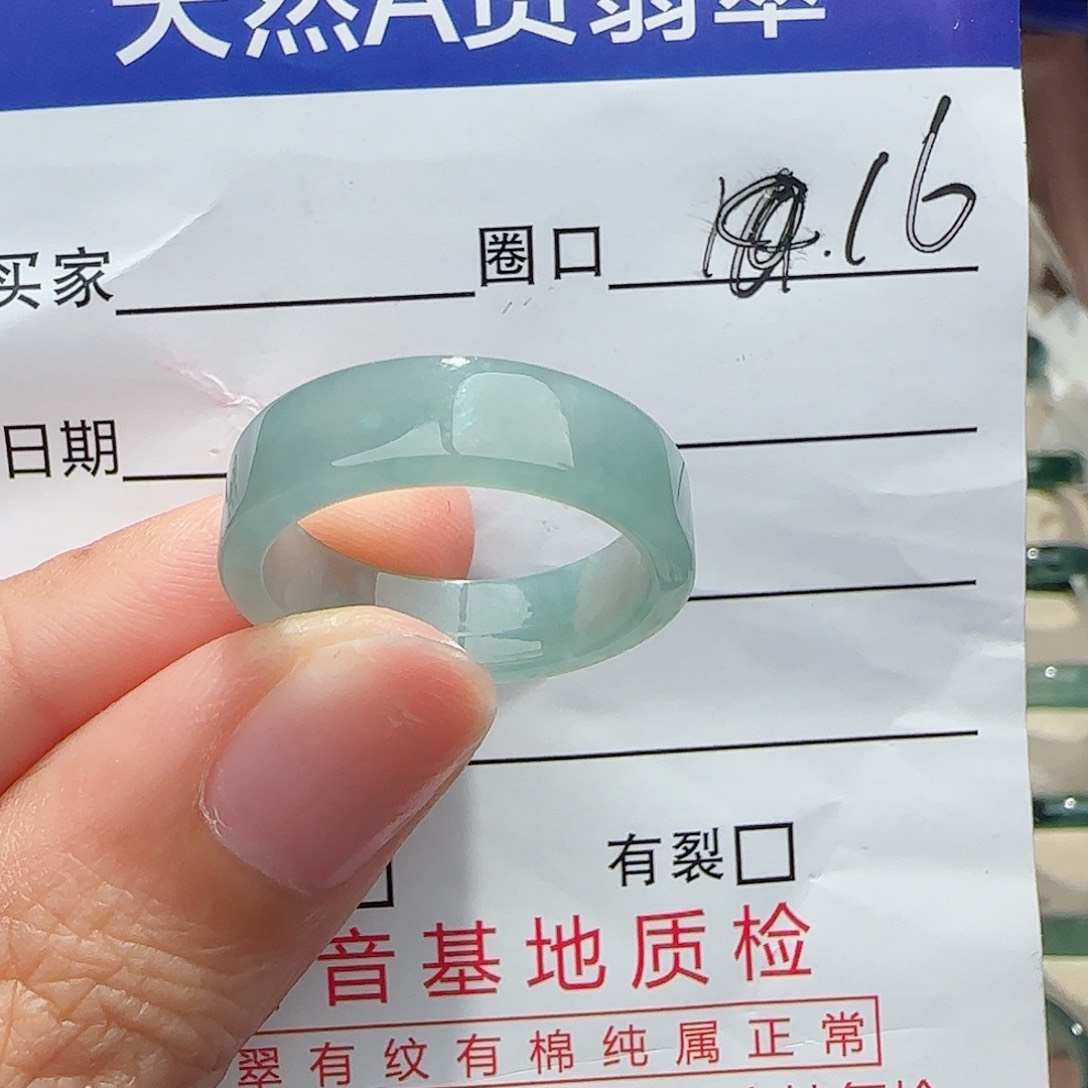 天然A货翡翠
买家 圈口 .16
日期
有裂
音基地质检
翠有纹有棉纯属正常